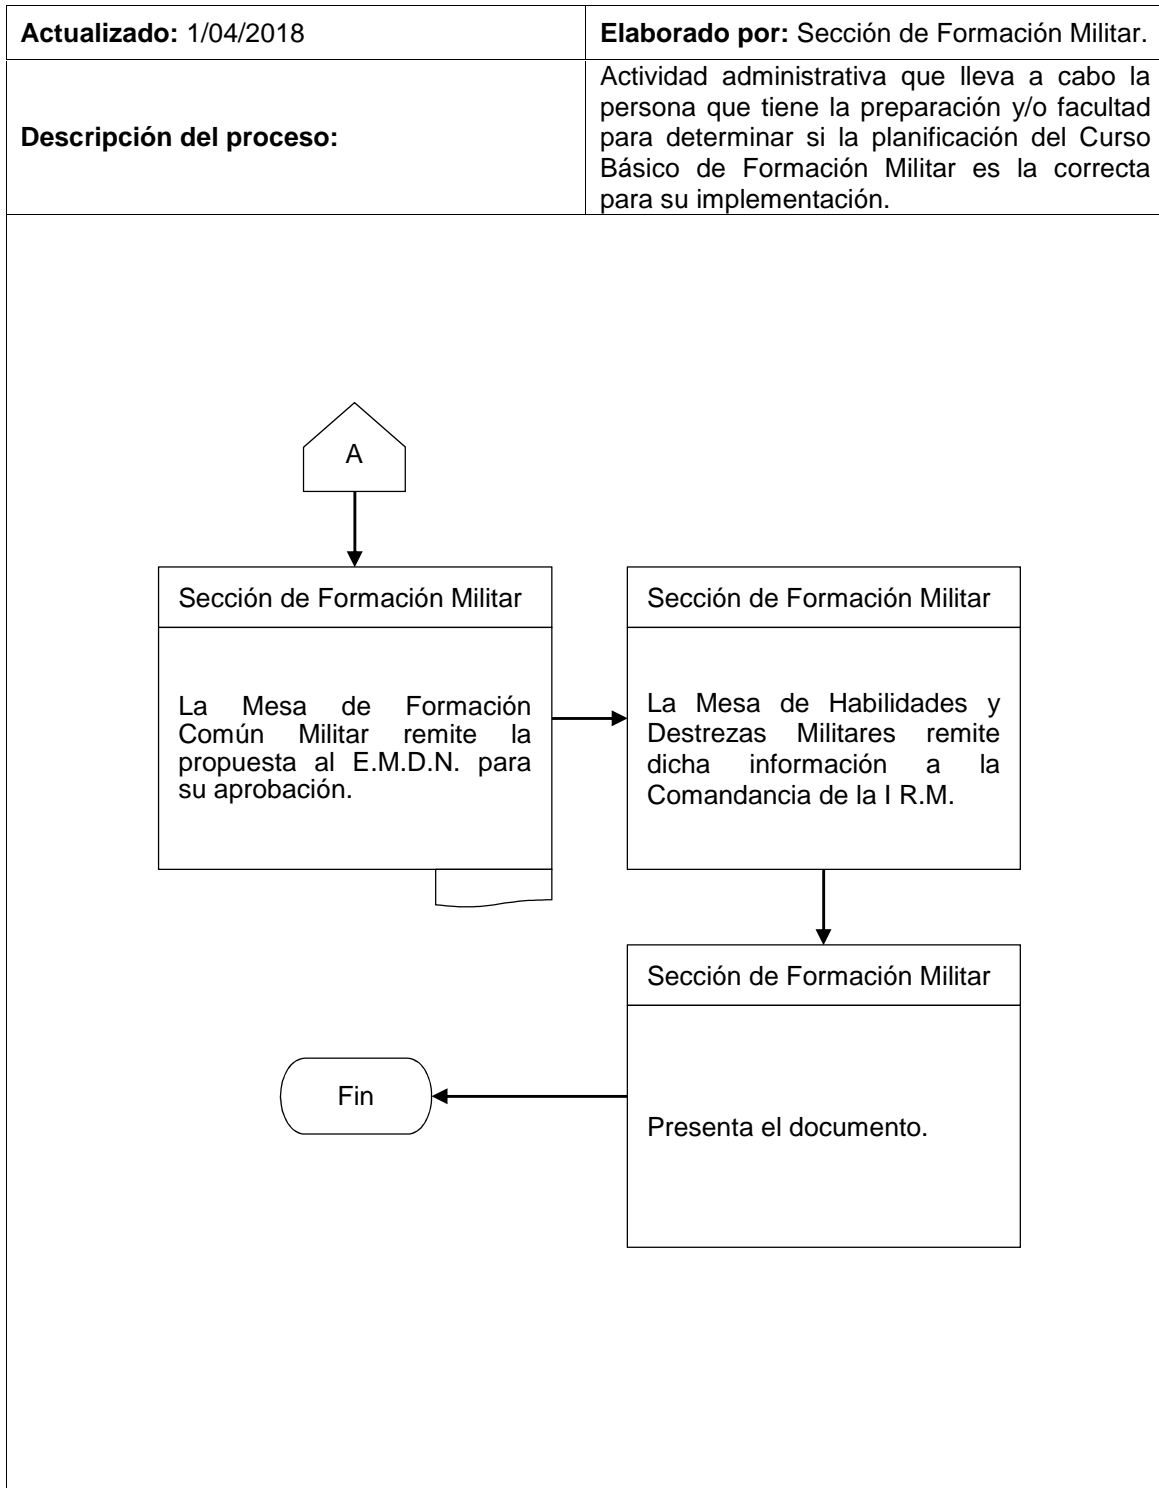 Actualizado: 1/04/2018
Elaborado por: Sección de Formación Militar.
Descripción del proceso:
Actividad administrativa que lleva a cabo la
persona que tiene la preparación y/o facultad
para determinar si la planificación del Curso
Básico de Formación Militar es la correcta
para su implementación.
A
Sección de Formación Militar
La Mesa de Formación
Común Militar remite la
propuesta al E.M.D.N. para
su aprobación.
Sección de Formación Militar
La Mesa de Habilidades y
Destrezas Militares remite
dicha información a la
Comandancia de la I R.M.
Sección de Formación Militar
Presenta el documento.
Fin